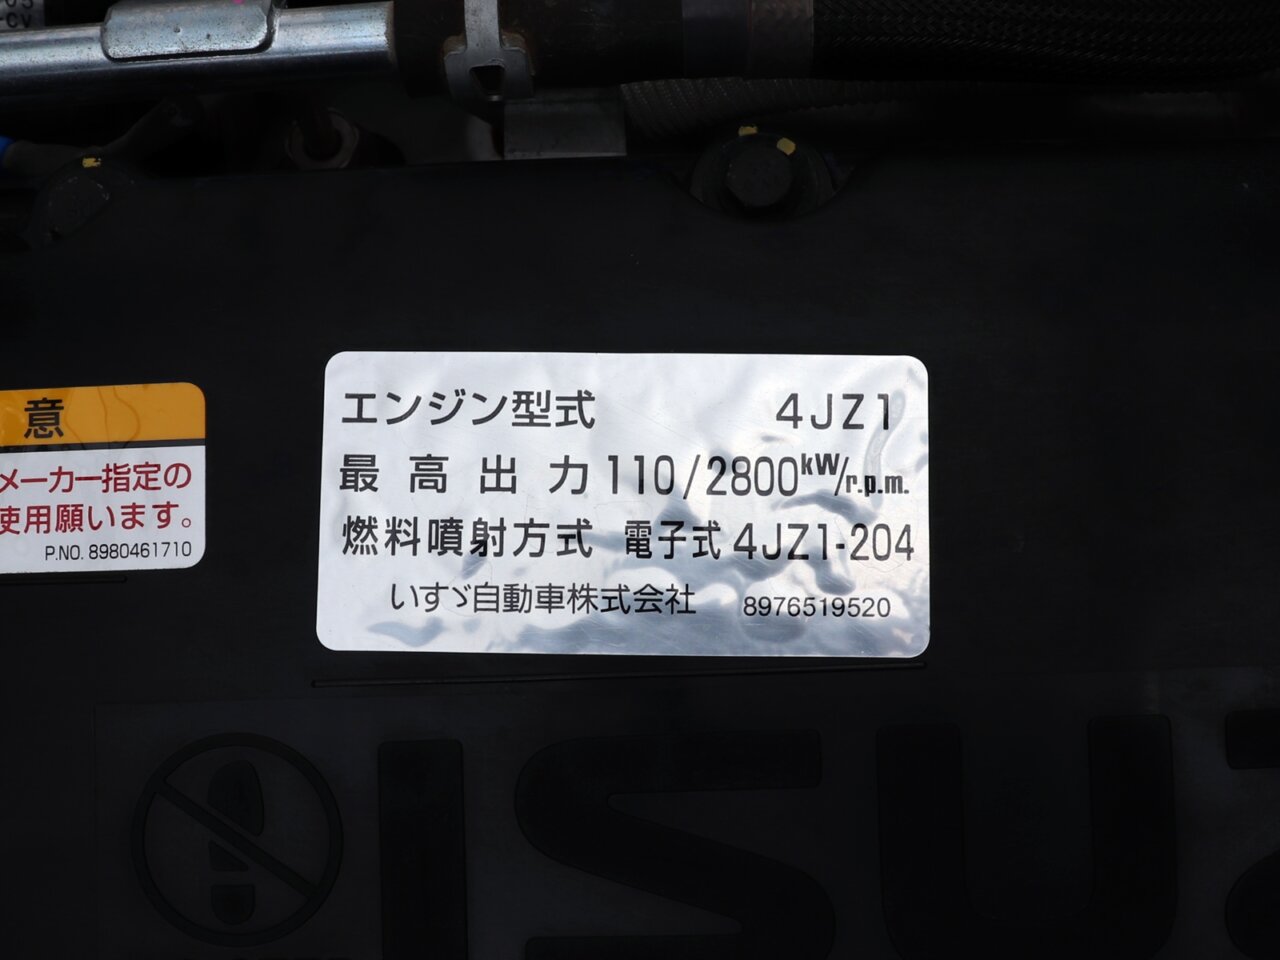 エンジン型式 4JZ1
最高出力 110/2800kW/r.p.m.
燃料噴射方式 電子式 4JZ1-204
いすゞ自動車株式会社 8976519520
意
メーカー指定の
使用願います。
P.NO. 8980461710
ISUZ